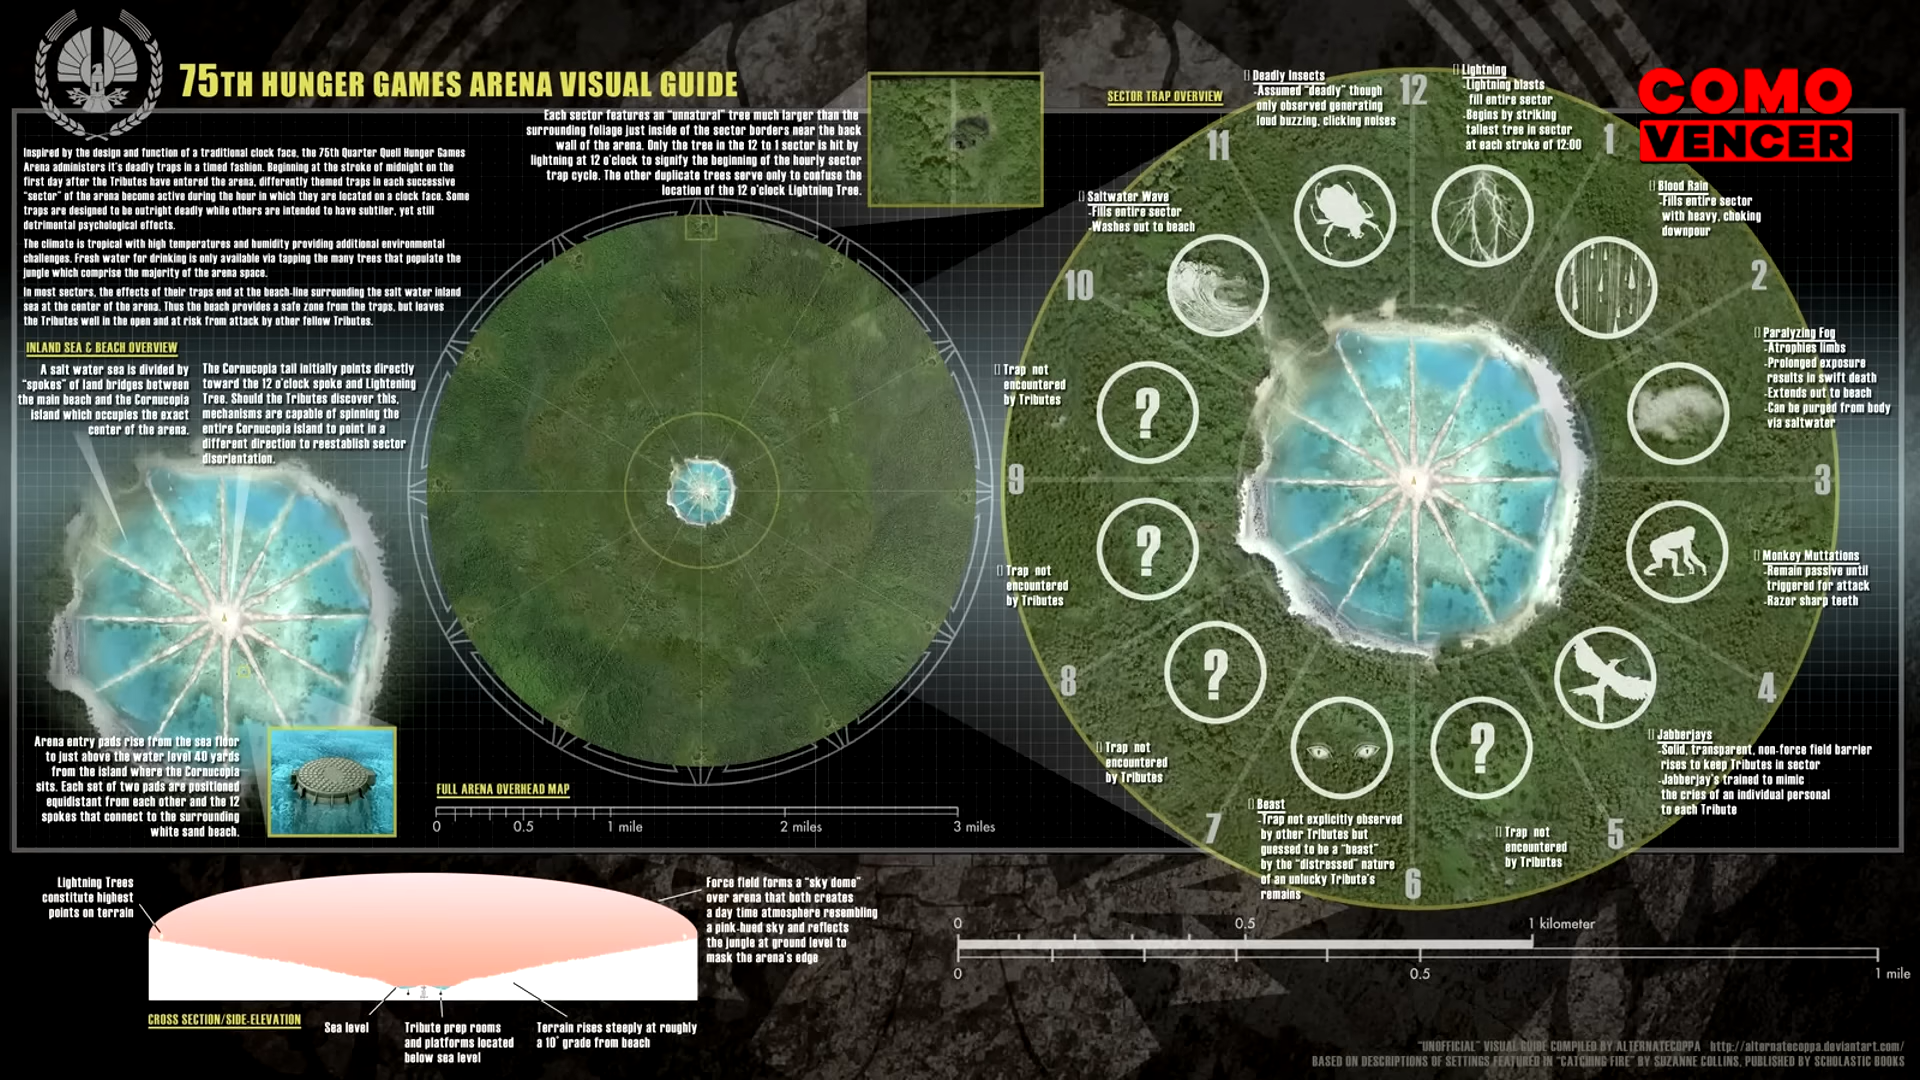 75TH HUNGER GAMES ARENA VISUAL GUIDE
Inspired by the design and function of a traditional clock face, the 75th Quarter Quell Hunger Games
Arena administers it's deadly traps in a timed fashion. Beginning at the stroke of midnight on the
first day after the Tributes have entered the arena, differently themed traps in each successive
"sector" of the arena become active during the hour in which they are located on a clock face. Some
traps are designed to be outright deadly while others are intended to have subtiler, yet still
detrimental psychological effects.
The climate is tropical with high temperatures and humidity providing additional environmental
challenges. Fresh water for drinking is only available via tapping the many trees that populate the
jungle which comprise the majority of the arena space.
In most sectors, the effects of their traps end at the beach-line surrounding the salt water inland
sea at the center of the arena. Thus the beach provides a safe zone from the traps, but leaves
the Tributes well in the open and at risk from attack by other fellow Tributes.
INLAND SEA & BEACH OVERVIEW
A salt water sea is divided by
"spokes" of land bridges between
the main beach and the Cornucopia
island which occupies the exact
center of the arena.
The Cornucopia tail initially points directly
toward the 12 o'clock spoke and Lightening
Tree. Should the Tributes discover this,
mechanisms are capable of spinning the
entire Cornucopia Island to point in a
different direction to reestablish sector
disorientation.
Arena entry pads rise from the sea floor
to just above the water level 40 yards
from the island where the Cornucopia
sits. Each set of two pads are positioned
equidistant from each other and the 12
spokes that connect to the surrounding
white sand beach.
Each sector features an "unnatural" tree much larger than the
surrounding foliage just inside of the sector borders near the back
wall of the arena. Only the tree in the 12 to 1 sector is hit by
lightning at 12 o'clock to signify the beginning of the hourly sector
trap cycle. The other duplicate trees serve only to confuse the
location of the 12 o'clock Lightning Tree.
FULL ARENA OVERHEAD MAP
0 0.5 1 mile 2 miles 3 miles
SECTOR TRAP OVERVIEW
COMO
VENCER
12
1
2
3
4
5
6
7
8
9
10
11
Lightning
-Lightning blasts
fill entire sector
-Begins by striking
tallest tree in sector
at each stroke of 12:00
Blood Rain
-Fills entire sector
with heavy, choking
downpour
Paralyzing Fog
-Atrophies limbs
-Prolonged exposure
results in swift death
-Extends out to beach
-Can be purged from body
via saltwater
Monkey Muttations
-Remain passive until
triggered for attack
-Razor sharp teeth
Jabberjays
-Solid, transparent, non-force field barrier
rises to keep Tributes in sector
-Jabberjay's trained to mimic
the cries of an individual personal
to each Tribute
?
Trap not
encountered
by Tributes
Beast
-Trap not explicitly observed
by other Tributes but
guessed to be a "beast"
by the "distressed" nature
of an unlucky Tribute's
remains
?
Trap not
encountered
by Tributes
?
Trap not
encountered
by Tributes
?
Trap not
encountered
by Tributes
Saltwater Wave
-Fills entire sector
-Washes out to beach
Deadly Insects
-Assumed "deadly" though
only observed generating
loud buzzing, clicking noises
Lightning Trees
constitute highest
points on terrain
Force field forms a "sky dome"
over arena that both creates
a day time atmosphere resembling
a pink-hued sky and reflects
the jungle at ground level to
mask the arena's edge
CROSS SECTION/SIDE-ELEVATION
Sea level
Tribute prep rooms
and platforms located
below sea level
Terrain rises steeply at roughly
a 10° grade from beach
0 0.5 1 kilometer
0 0.5 1 mile
"UNOFFICIAL" VISUAL GUIDE COMPILED BY ALTERNATECOPPA http://alternatecoppa.deviantart.com/
BASED ON DESCRIPTIONS OF SETTINGS FEATURED IN "CATCHING FIRE" BY SUZANNE COLLINS, PUBLISHED BY SCHOLASTIC BOOKS